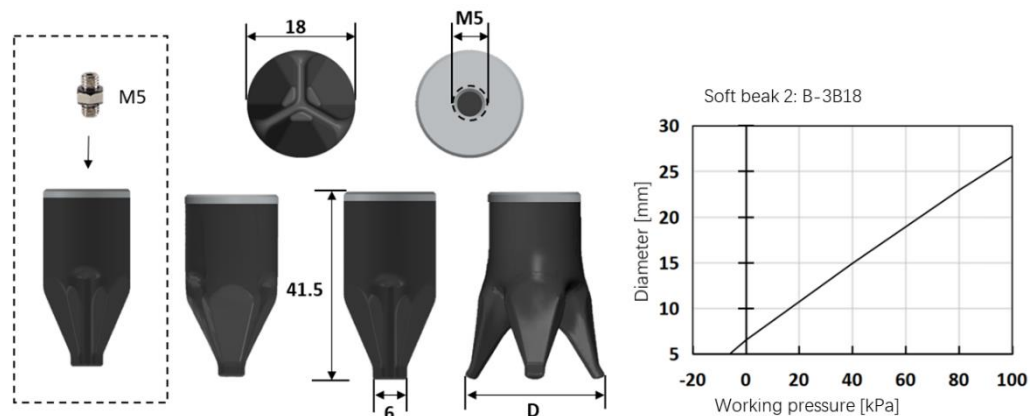 18
M5
M5
41.5
6
D
Soft beak 2: B-3B18
Diameter [mm]
30
25
20
15
10
5
-20 0 20 40 60 80 100
Working pressure [kPa]